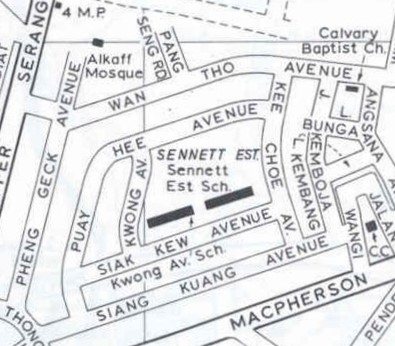 4 M.P.
SERANG
Alkaff
Mosque
PANG
SENG RD
Calvary
Baptist Ch.
WAN THO AVENUE
AVENUE
PHENG GECK
PUAY HEE AVENUE
KEE CHOE AV.
SENNETT EST.
Sennett
Est Sch.
KWONG AV.
SIAK KEW AVENUE
Kwong Av. Sch.
SIANG KUANG AVENUE
MACPHERSON
J. KEMBOJA
L. KEMBANG
L. BUNGA
ANGSANA
JALAN
WANGI
C.C.
THONG
PENDE